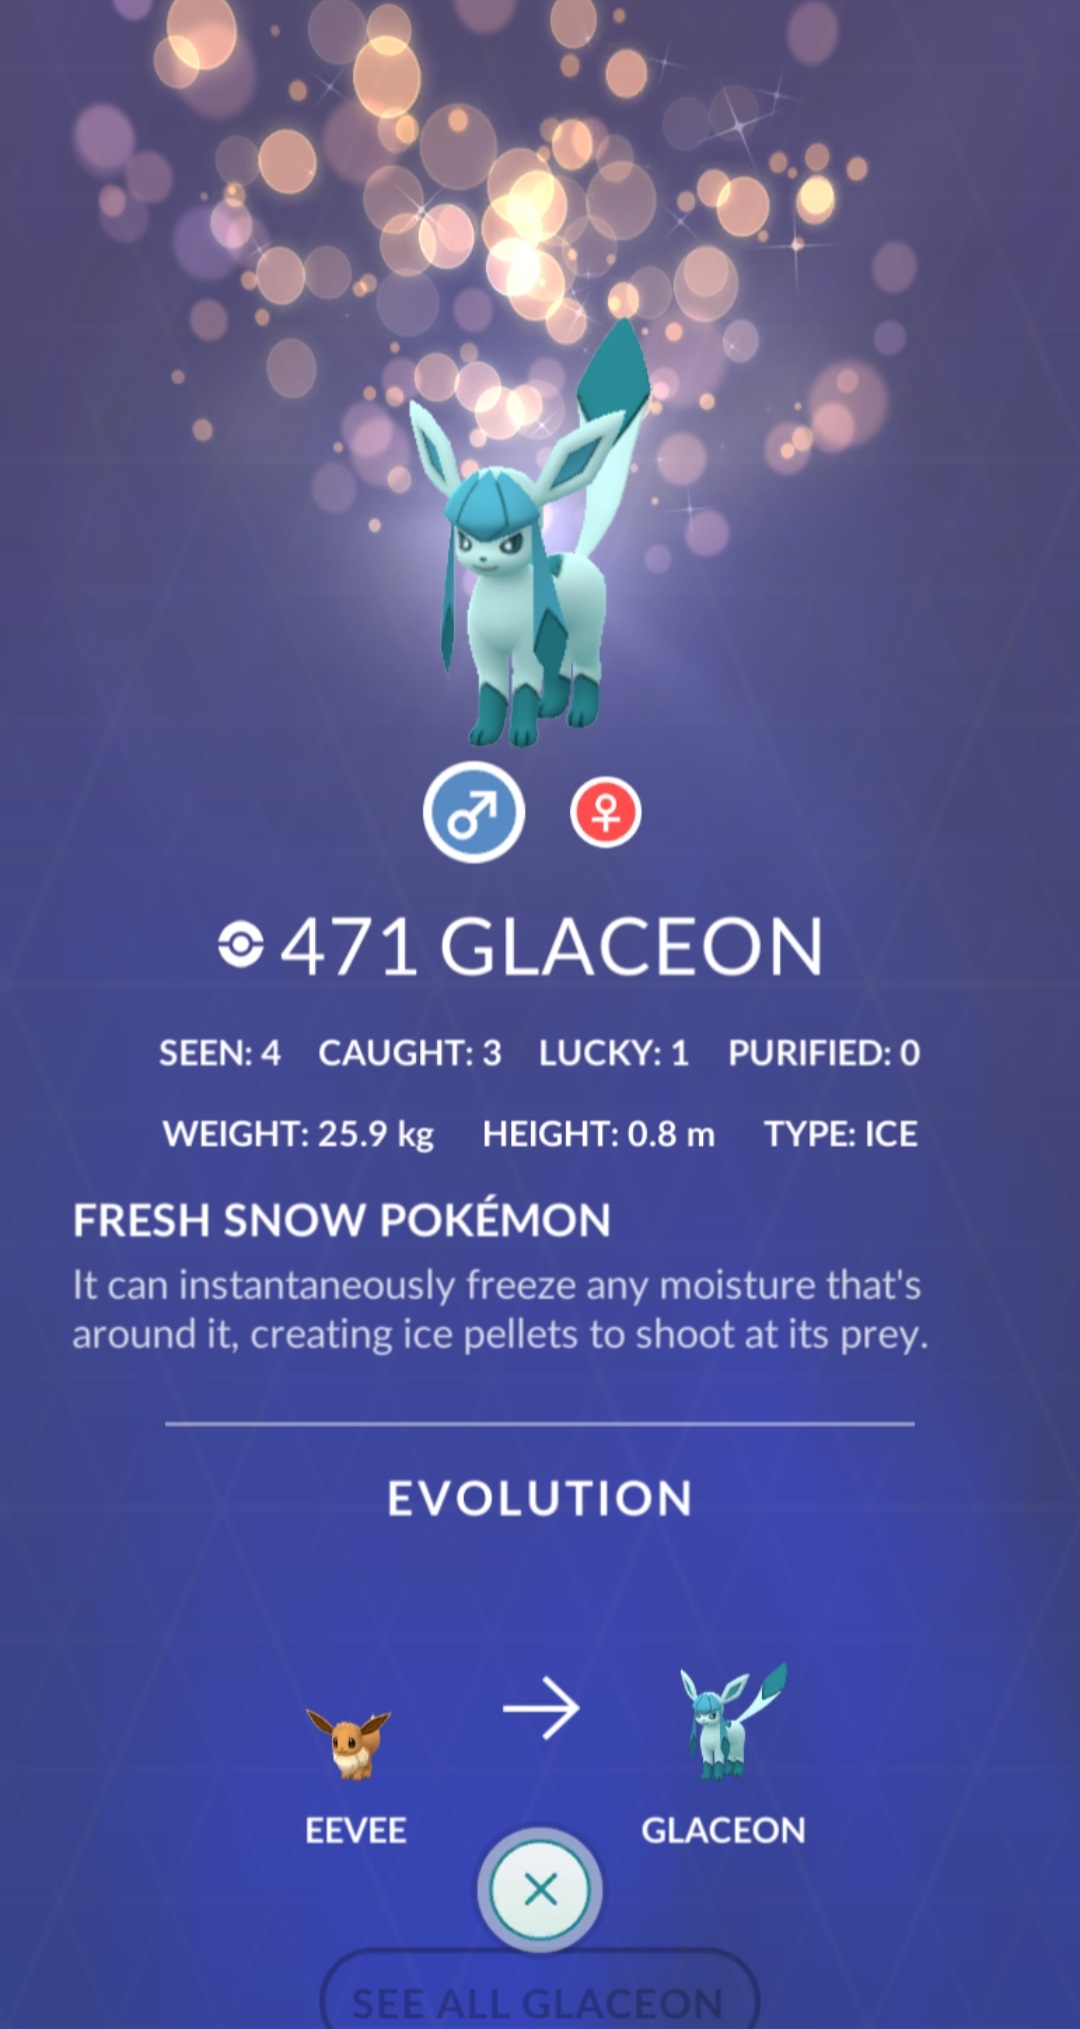 471 GLACEON
SEEN: 4 CAUGHT: 3 LUCKY: 1 PURIFIED: 0
WEIGHT: 25.9 kg HEIGHT: 0.8 m TYPE: ICE
FRESH SNOW POKÉMON
It can instantaneously freeze any moisture that's
around it, creating ice pellets to shoot at its prey.
EVOLUTION
EEVEE GLACEON
SEE ALL GLACEON